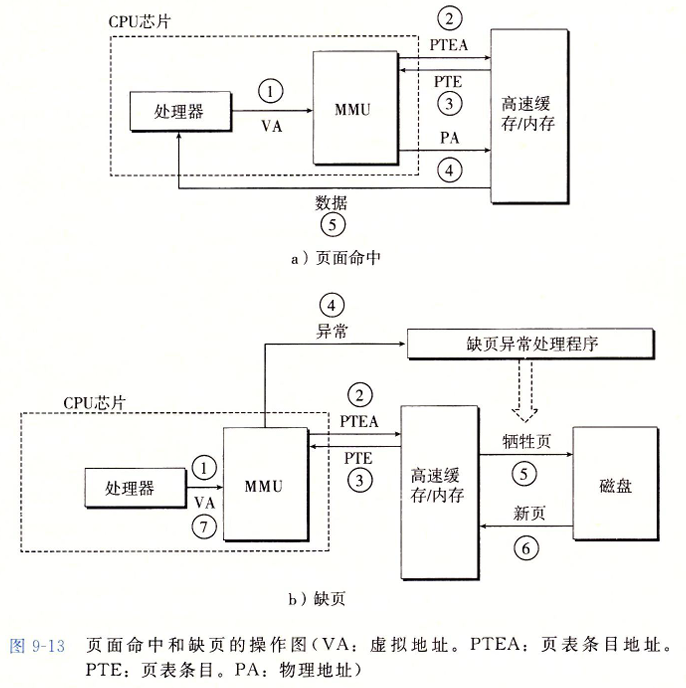 CPU芯片
②
PTEA
①
处理器
VA
MMU
PTE
③
高速缓
存/内存
PA
④
数据
⑤
a）页面命中
④
异常
缺页异常处理程序
CPU芯片
②
PTEA
①
处理器
VA
⑦
MMU
PTE
③
高速缓
存/内存
牺牲页
⑤
磁盘
新页
⑥
b）缺页
图 9-13 页面命中和缺页的操作图（VA：虚拟地址。PTEA：页表条目地址。
PTE：页表条目。PA：物理地址）